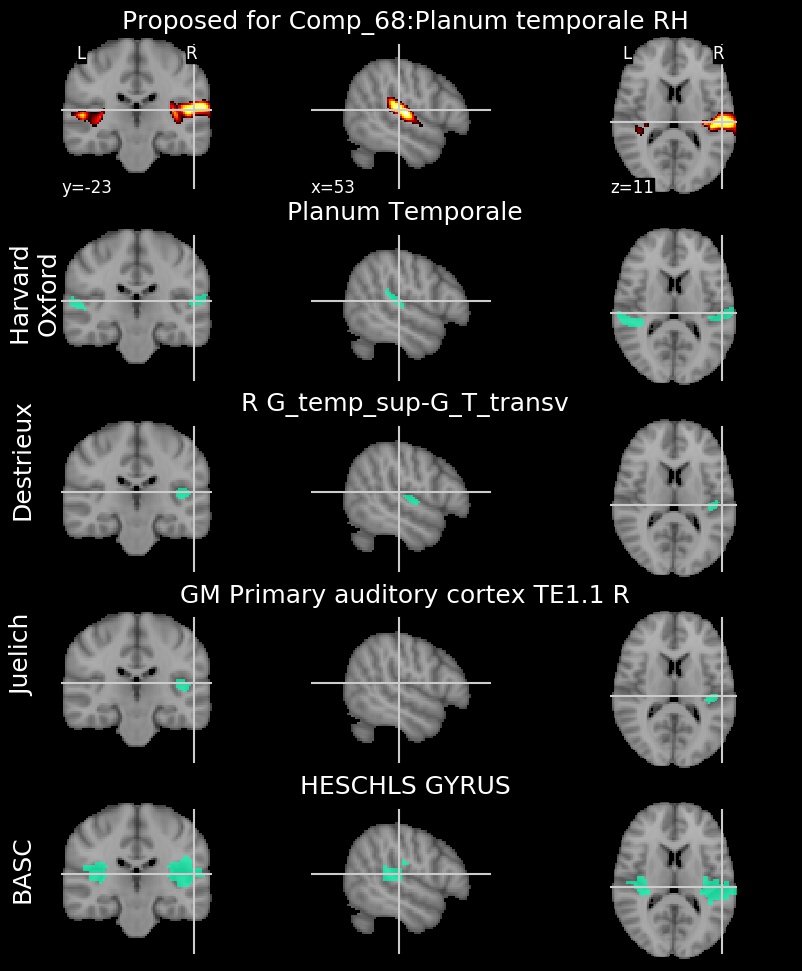 Proposed for Comp_68:Planum temporale RH
L R L R
y=-23 x=53 z=11
Planum Temporale
Harvard
Oxford
R G_temp_sup-G_T_transv
Destrieux
GM Primary auditory cortex TE1.1 R
Juelich
HESCHLS GYRUS
BASC